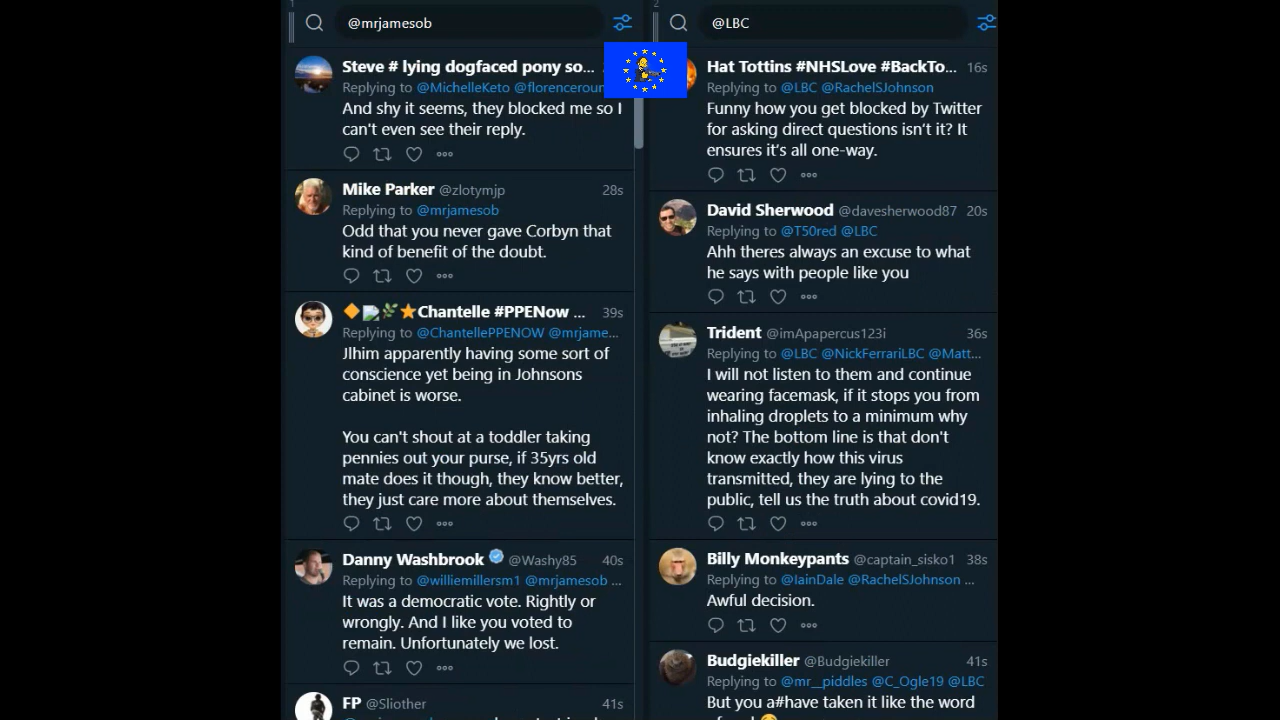 1
@mrjamesob
Steve # lying dogfaced pony so...
Replying to @MichelleKeto @florencerou
And shy it seems, they blocked me so I
can't even see their reply.
Mike Parker @zlotymjp 28s
Replying to @mrjamesob
Odd that you never gave Corbyn that
kind of benefit of the doubt.
Chantelle #PPENow ... 39s
Replying to @ChantellePPENOW @mrjame...
Jlhim apparently having some sort of
conscience yet being in Johnsons
cabinet is worse.
You can't shout at a toddler taking
pennies out your purse, if 35yrs old
mate does it though, they know better,
they just care more about themselves.
Danny Washbrook @Washy85 40s
Replying to @williemillersm1 @mrjamesob ...
It was a democratic vote. Rightly or
wrongly. And I like you voted to
remain. Unfortunately we lost.
FP @Sliother 41s
2
@LBC
Hat Tottins #NHSLove #BackTo... 16s
Replying to @LBC @RachelSJohnson
Funny how you get blocked by Twitter
for asking direct questions isn't it? It
ensures it's all one-way.
David Sherwood @davesherwood87 20s
Replying to @T50red @LBC
Ahh theres always an excuse to what
he says with people like you
Trident @imApapercus123i 36s
Replying to @LBC @NickFerrariLBC @Matt...
I will not listen to them and continue
wearing facemask, if it stops you from
inhaling droplets to a minimum why
not? The bottom line is that don't
know exactly how this virus
transmitted, they are lying to the
public, tell us the truth about covid19.
Billy Monkeypants @captain_sisko1 38s
Replying to @IainDale @RachelSJohnson ...
Awful decision.
Budgiekiller @Budgiekiller 41s
Replying to @mr__piddles @C_Ogle19 @LBC
But you a#have taken it like the word